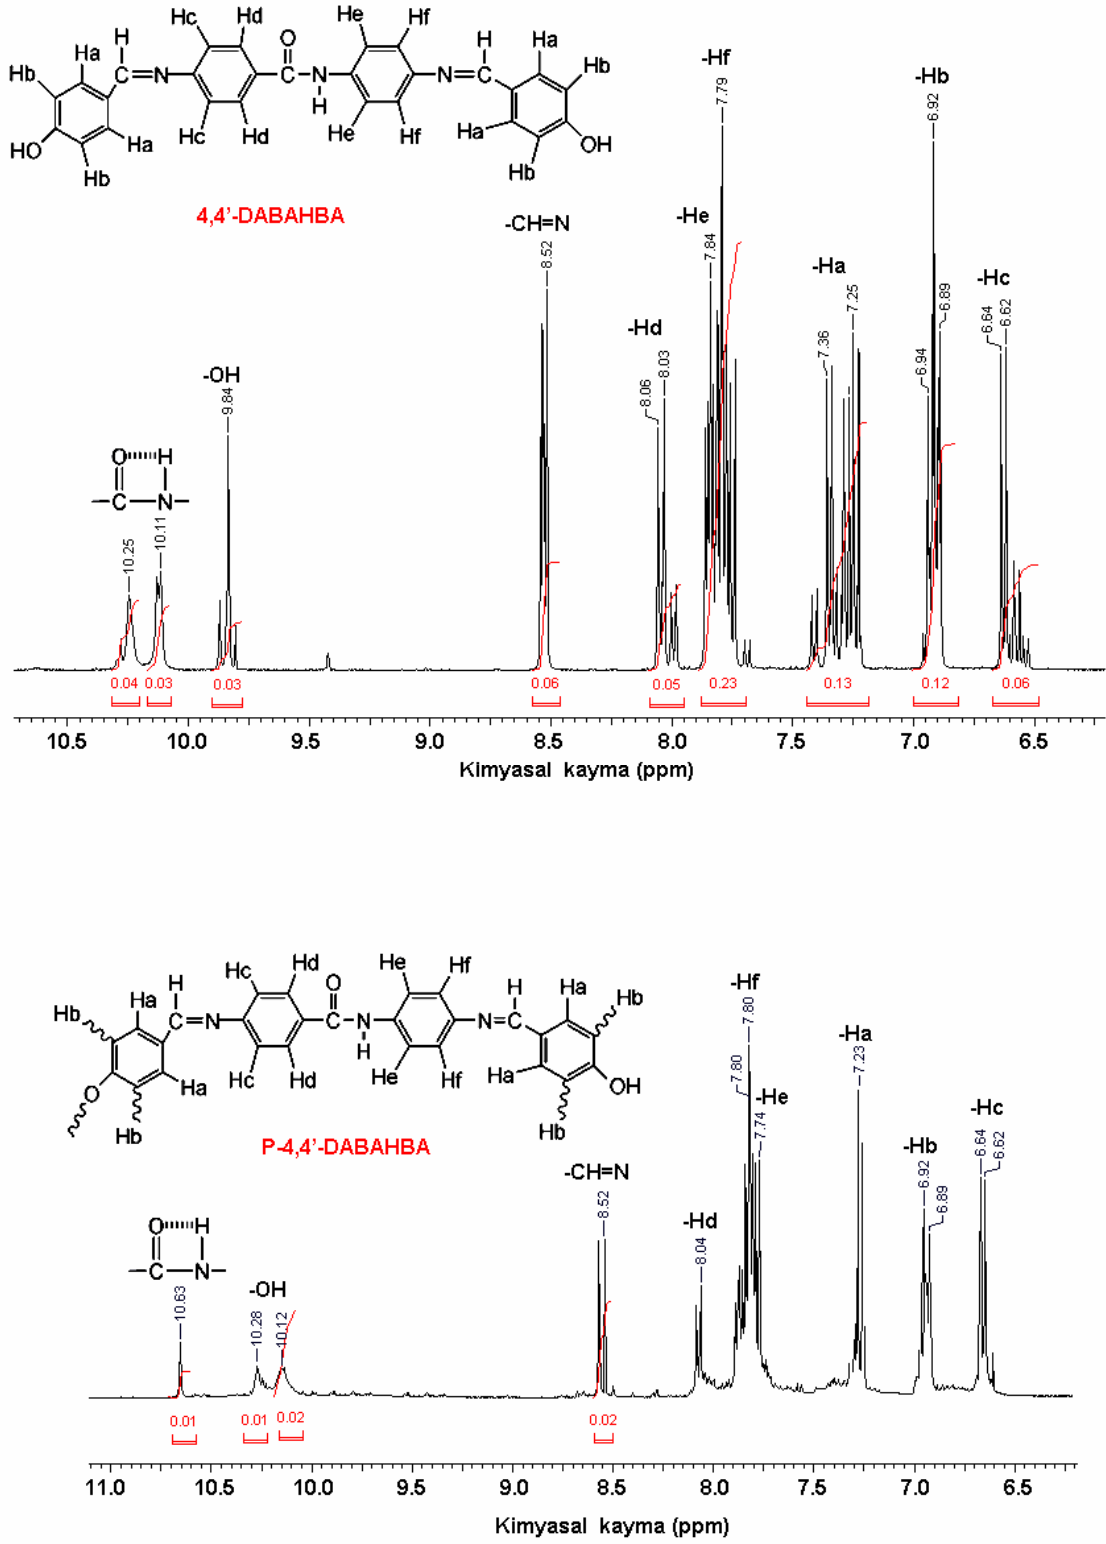 Hc Hd He Hf
H O H Ha
Ha Hb
Hb C=N C—N N=C
H
Hc Hd He Hf Ha
HO Ha OH
Hb Hb
4,4'-DABAHBA
-CH=N
-Hd
-He
-Hf
-Ha
-Hb
-Hc
-OH
O H
C N
10.25
10.11
9.84
8.52
8.06
8.03
7.84
7.79
7.36
7.25
6.94
6.92
6.89
6.64
6.62
0.04 0.03 0.03 0.06 0.05 0.23 0.13 0.12 0.06
10.5 10.0 9.5 9.0 8.5 8.0 7.5 7.0 6.5
Kimyasal kayma (ppm)
Hc Hd He Hf
H O H Ha
Ha Hb
Hb C=N C—N N=C
H
Hc Hd He Hf Ha
O Ha OH
Hb Hb
P-4,4'-DABAHBA
-CH=N
-Hd
-Hf
-He
-Ha
-Hb
-Hc
-OH
O H
C N
10.63
10.28
10.12
8.52
8.04
7.80
7.80
7.74
7.23
6.92
6.89
6.64
6.62
0.01 0.01 0.02 0.02
11.0 10.5 10.0 9.5 9.0 8.5 8.0 7.5 7.0 6.5
Kimyasal kayma (ppm)